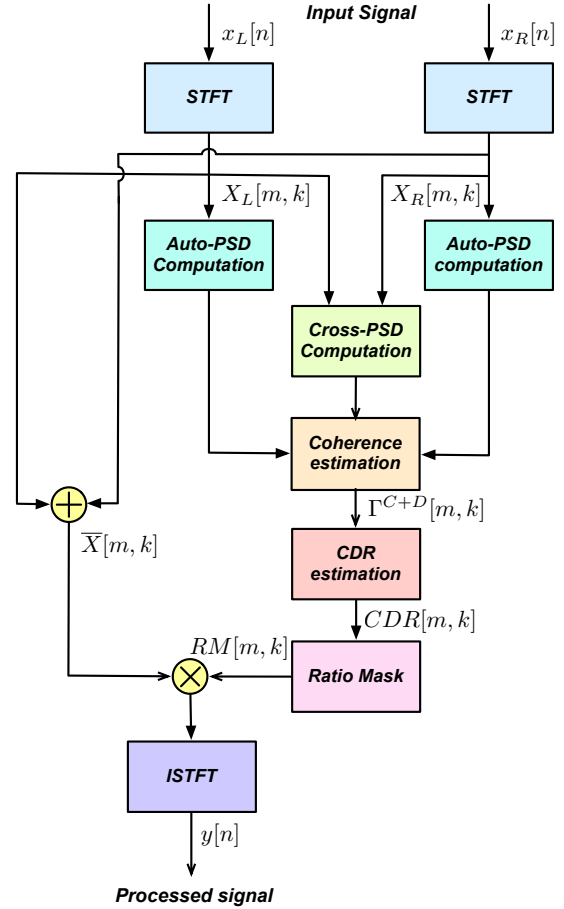 Input Signal
x_L[n]
x_R[n]
STFT
STFT
X_L[m, k]
X_R[m, k]
Auto-PSD
Computation
Auto-PSD
computation
Cross-PSD
Computation
Coherence
estimation
Γ^{C+D}[m, k]
X̅[m, k]
CDR
estimation
CDR[m, k]
RM[m, k]
Ratio Mask
ISTFT
y[n]
Processed signal